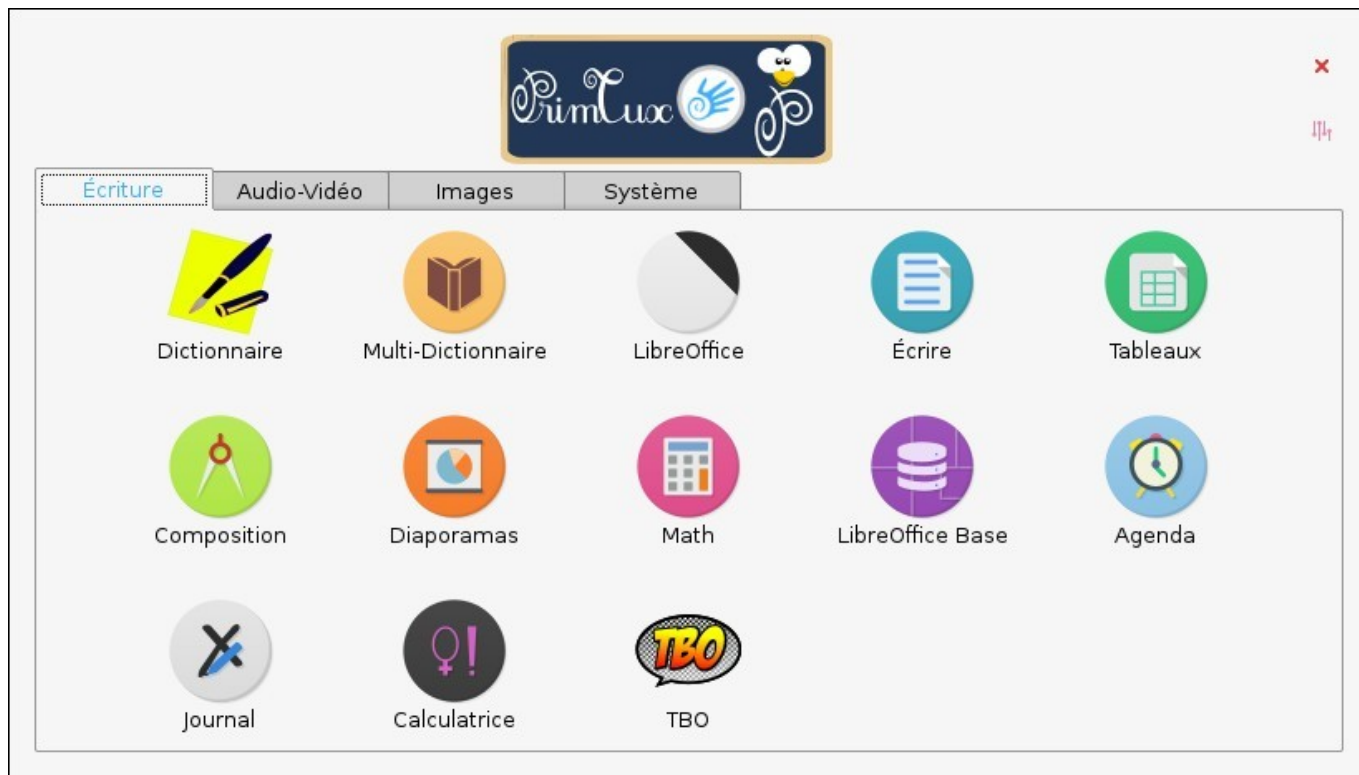 PrimTux
Écriture
Audio-Vidéo
Images
Système
Dictionnaire
Multi-Dictionnaire
LibreOffice
Écrire
Tableaux
Composition
Diaporamas
Math
LibreOffice Base
Agenda
Journal
Calculatrice
TBO
TBO